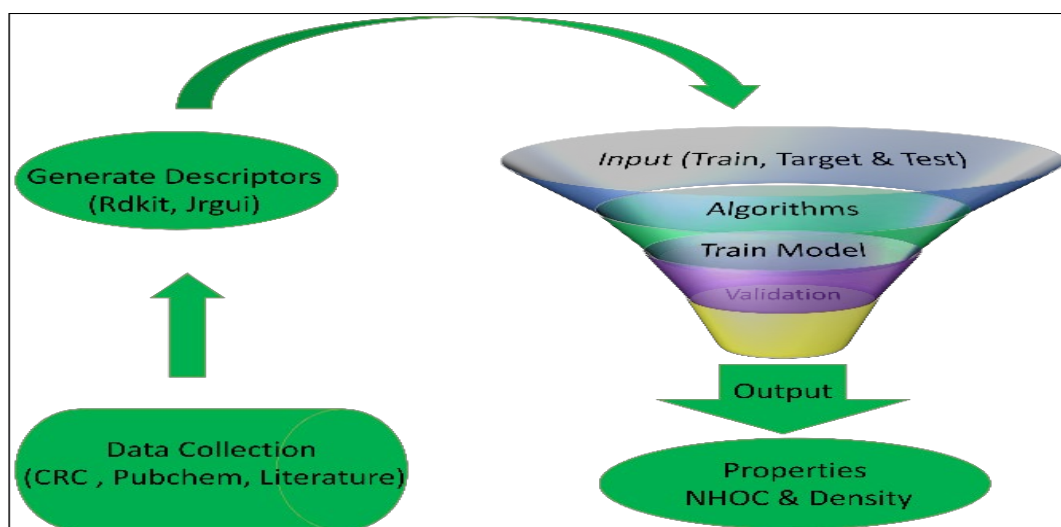 Generate Descriptors
(Rdkit, Jrgui)
Data Collection
(CRC , Pubchem, Literature)
Input (Train, Target & Test)
Algorithms
Train Model
Validation
Output
Properties
NHOC & Density